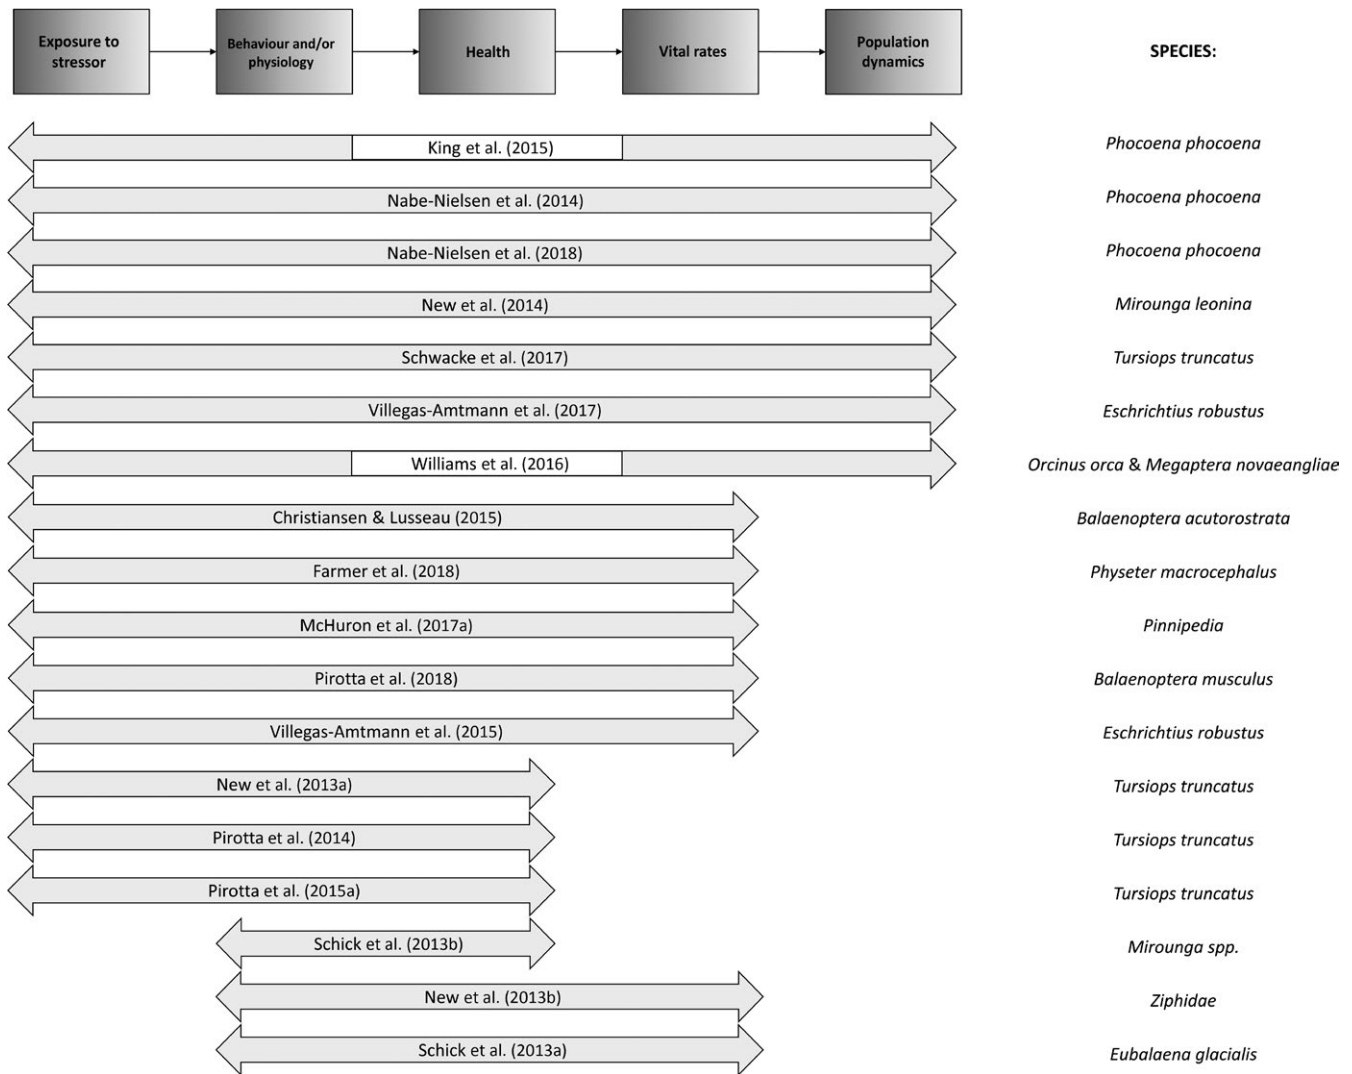 Exposure to stressor
Behaviour and/or physiology
Health
Vital rates
Population dynamics
SPECIES:
King et al. (2015) Phocoena phocoena
Nabe-Nielsen et al. (2014) Phocoena phocoena
Nabe-Nielsen et al. (2018) Phocoena phocoena
New et al. (2014) Mirounga leonina
Schwacke et al. (2017) Tursiops truncatus
Villegas-Amtmann et al. (2017) Eschrichtius robustus
Williams et al. (2016) Orcinus orca & Megaptera novaeangliae
Christiansen & Lusseau (2015) Balaenoptera acutorostrata
Farmer et al. (2018) Physeter macrocephalus
McHuron et al. (2017a) Pinnipedia
Pirotta et al. (2018) Balaenoptera musculus
Villegas-Amtmann et al. (2015) Eschrichtius robustus
New et al. (2013a) Tursiops truncatus
Pirotta et al. (2014) Tursiops truncatus
Pirotta et al. (2015a) Tursiops truncatus
Schick et al. (2013b) Mirounga spp.
New et al. (2013b) Ziphidae
Schick et al. (2013a) Eubalaena glacialis